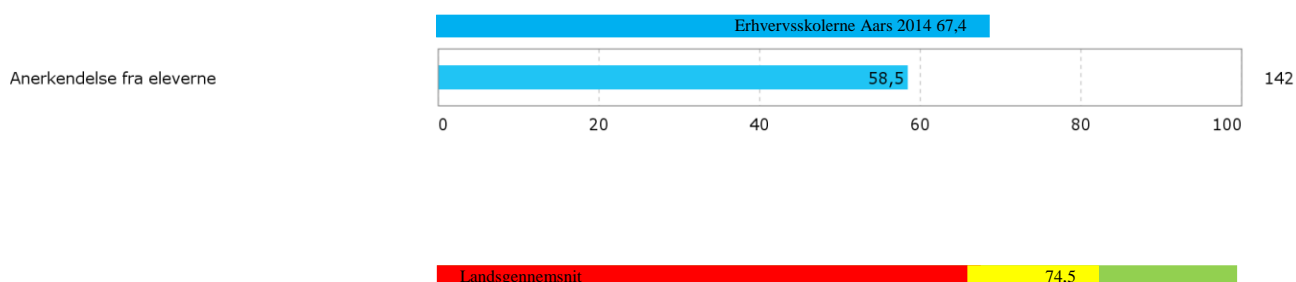 Erhvervsskolerne Aars 2014 67,4
Anerkendelse fra eleverne 58,5 142
0 20 40 60 80 100
Landsgennemsnit 74,5